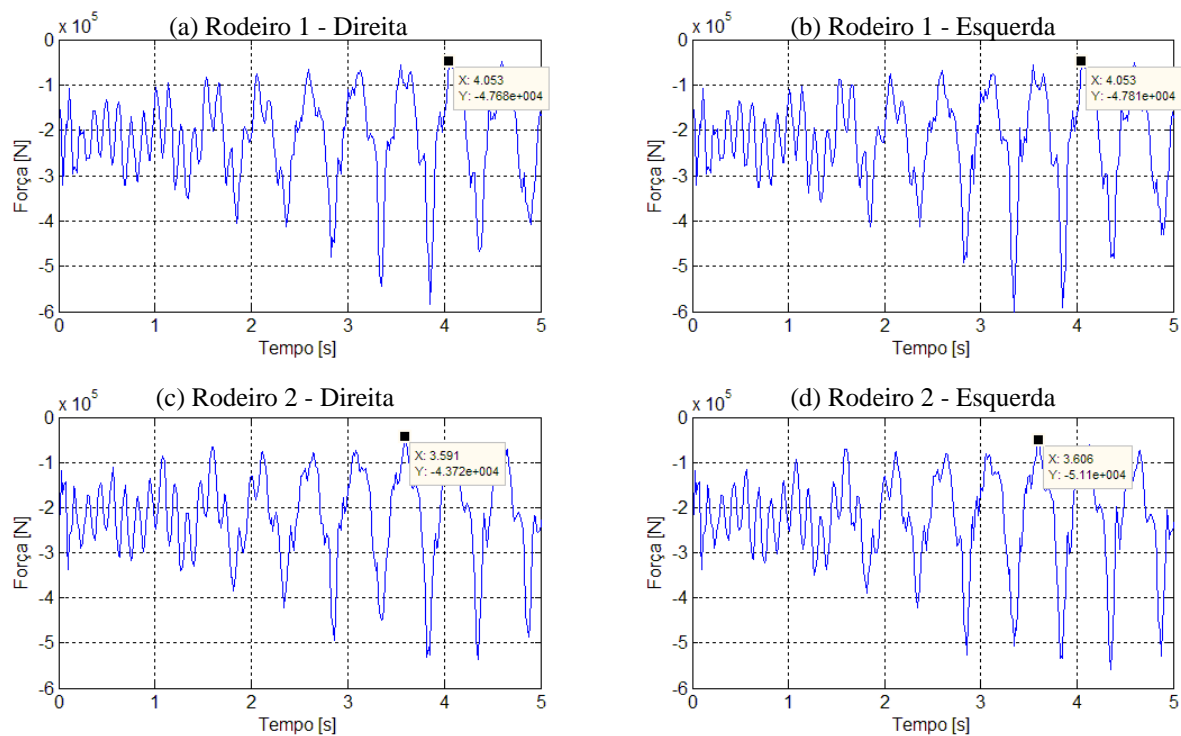 (a) Rodeiro 1 - Direita
x 10^5
0
-1
-2
-3
-4
-5
-6
Força [N]
X: 4.053
Y: -4.768e+004
0 1 2 3 4 5
Tempo [s]
(b) Rodeiro 1 - Esquerda
x 10^5
0
-1
-2
-3
-4
-5
-6
Força [N]
X: 4.053
Y: -4.781e+004
0 1 2 3 4 5
Tempo [s]
(c) Rodeiro 2 - Direita
x 10^5
0
-1
-2
-3
-4
-5
-6
Força [N]
X: 3.591
Y: -4.372e+004
0 1 2 3 4 5
Tempo [s]
(d) Rodeiro 2 - Esquerda
x 10^5
0
-1
-2
-3
-4
-5
-6
Força [N]
X: 3.606
Y: -5.11e+004
0 1 2 3 4 5
Tempo [s]